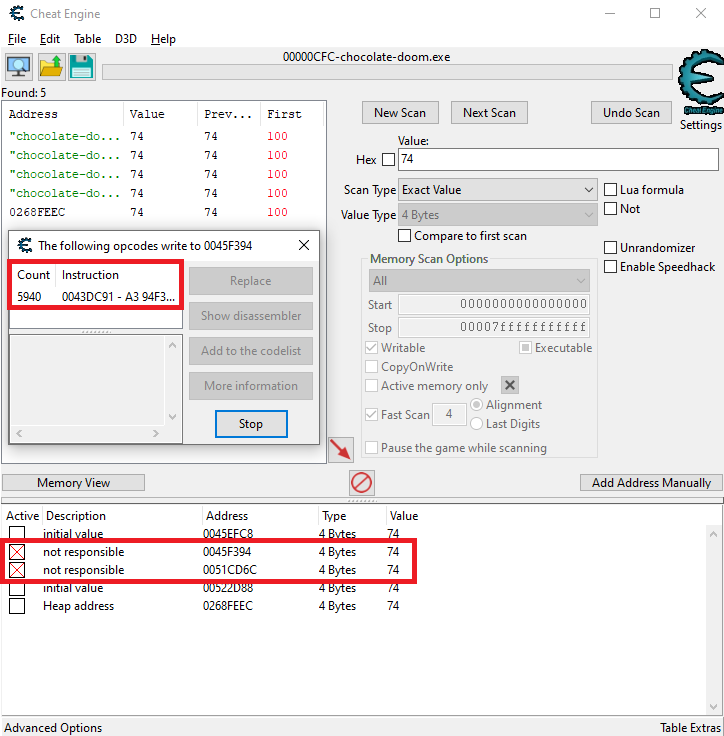 Cheat Engine
File Edit Table D3D Help
00000CFC-chocolate-doom.exe
Found: 5
Address Value Prev... First
"chocolate-do... 74 74 100
"chocolate-do... 74 74 100
"chocolate-do... 74 74 100
"chocolate-do... 74 74 100
0268FEEC 74 74 100
New Scan Next Scan Undo Scan
Cheat Engine
Settings
Value:
Hex 74
Scan Type Exact Value
Lua formula
Value Type 4 Bytes
Not
Compare to first scan
Unrandomizer
Enable Speedhack
Memory Scan Options
All
Start 0000000000000000
Stop 00007fffffffffff
Writable Executable
CopyOnWrite
Active memory only
Fast Scan 4 Alignment
Last Digits
Pause the game while scanning
The following opcodes write to 0045F394
Count Instruction
5940 0043DC91 - A3 94F3...
Replace
Show disassembler
Add to the codelist
More information
Stop
Memory View Add Address Manually
Active Description Address Type Value
initial value 0045EFC8 4 Bytes 74
not responsible 0045F394 4 Bytes 74
not responsible 0051CD6C 4 Bytes 74
initial value 00522D88 4 Bytes 74
Heap address 0268FEEC 4 Bytes 74
Advanced Options Table Extras